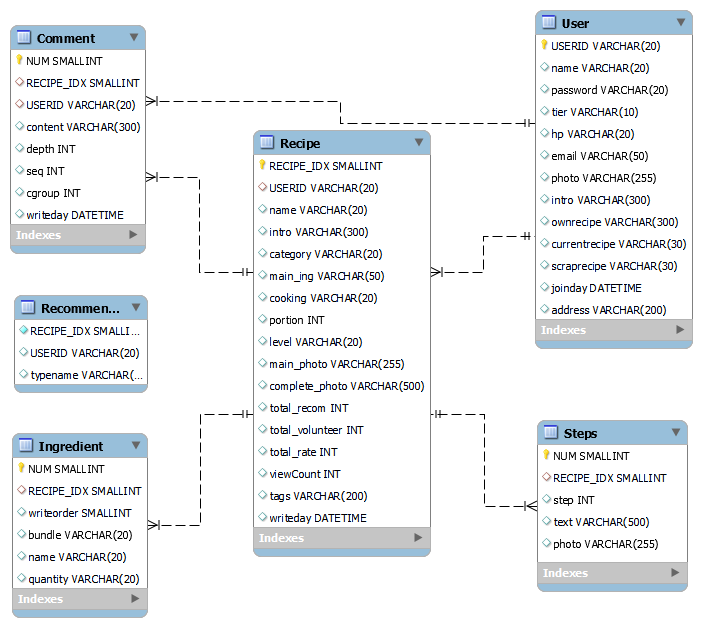 Comment
NUM SMALLINT
RECIPE_IDX SMALLINT
USERID VARCHAR(20)
content VARCHAR(300)
depth INT
seq INT
cgroup INT
writeday DATETIME
Indexes
User
USERID VARCHAR(20)
name VARCHAR(20)
password VARCHAR(20)
tier VARCHAR(10)
hp VARCHAR(20)
email VARCHAR(50)
photo VARCHAR(255)
intro VARCHAR(300)
ownrecipe VARCHAR(300)
currentrecipe VARCHAR(30)
scraprecipe VARCHAR(30)
joinday DATETIME
address VARCHAR(200)
Indexes
Recipe
RECIPE_IDX SMALLINT
USERID VARCHAR(20)
name VARCHAR(20)
intro VARCHAR(300)
category VARCHAR(20)
main_ing VARCHAR(50)
cooking VARCHAR(20)
portion INT
level VARCHAR(20)
main_photo VARCHAR(255)
complete_photo VARCHAR(500)
total_recom INT
total_volunteer INT
total_rate INT
viewCount INT
tags VARCHAR(200)
writeday DATETIME
Indexes
Recommen...
RECIPE_IDX SMALLI...
USERID VARCHAR(20)
typename VARCHAR(...
Ingredient
NUM SMALLINT
RECIPE_IDX SMALLINT
writeorder SMALLINT
bundle VARCHAR(20)
name VARCHAR(20)
quantity VARCHAR(20)
Indexes
Steps
NUM SMALLINT
RECIPE_IDX SMALLINT
step INT
text VARCHAR(500)
photo VARCHAR(255)
Indexes